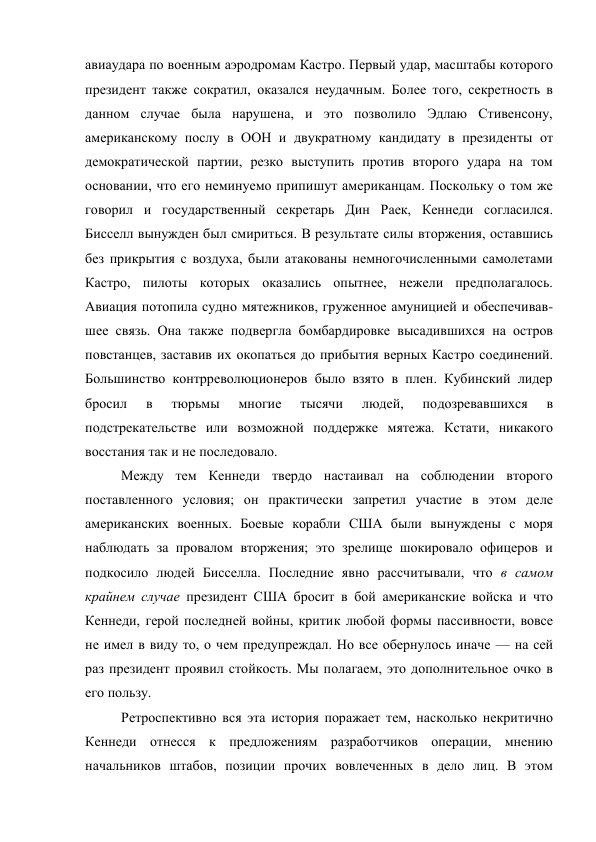 авиаудара по военным аэродромам Кастро. Первый удар, масштабы которого
президент также сократил, оказался неудачным. Более того, секретность в
данном случае была нарушена, и это позволило Эдлаю Стивенсону,
американскому послу в ООН и двукратному кандидату в президенты от
демократической партии, резко выступить против второго удара на том
основании, что его неминуемо припишут американцам. Поскольку о том же
говорил и государственный секретарь Дин Раек, Кеннеди согласился.
Бисселл вынужден был смириться. В результате силы вторжения, оставшись
без прикрытия с воздуха, были атакованы немногочисленными самолетами
Кастро, пилоты которых оказались опытнее, нежели предполагалось.
Авиация потопила судно мятежников, груженное амуницией и обеспечивав-
шее связь. Она также подвергла бомбардировке высадившихся на остров
повстанцев, заставив их окопаться до прибытия верных Кастро соединений.
Большинство контрреволюционеров было взято в плен. Кубинский лидер
бросил в тюрьмы многие тысячи людей, подозревавшихся в
подстрекательстве или возможной поддержке мятежа. Кстати, никакого
восстания так и не последовало.
Между тем Кеннеди твердо настаивал на соблюдении второго
поставленного условия; он практически запретил участие в этом деле
американских военных. Боевые корабли США были вынуждены с моря
наблюдать за провалом вторжения; это зрелище шокировало офицеров и
подкосило людей Бисселла. Последние явно рассчитывали, что в самом
крайнем случае президент США бросит в бой американские войска и что
Кеннеди, герой последней войны, критик любой формы пассивности, вовсе
не имел в виду то, о чем предупреждал. Но все обернулось иначе — на сей
раз президент проявил стойкость. Мы полагаем, это дополнительное очко в
его пользу.
Ретроспективно вся эта история поражает тем, насколько некритично
Кеннеди отнесся к предложениям разработчиков операции, мнению
начальников штабов, позиции прочих вовлеченных в дело лиц. В этом